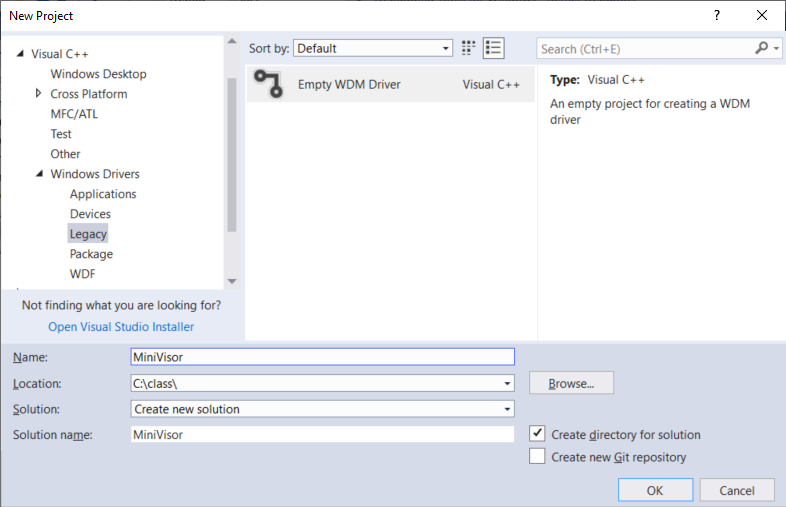 New Project
?
Visual C++
Windows Desktop
Cross Platform
MFC/ATL
Test
Other
Windows Drivers
Applications
Devices
Legacy
Package
WDF
Not finding what you are looking for?
Open Visual Studio Installer
Sort by: Default
Empty WDM Driver Visual C++
Search (Ctrl+E)
Type: Visual C++
An empty project for creating a WDM
driver
Name: MiniVisor
Location: C:\class\ Browse...
Solution: Create new solution
Solution name: MiniVisor
Create directory for solution
Create new Git repository
OK Cancel